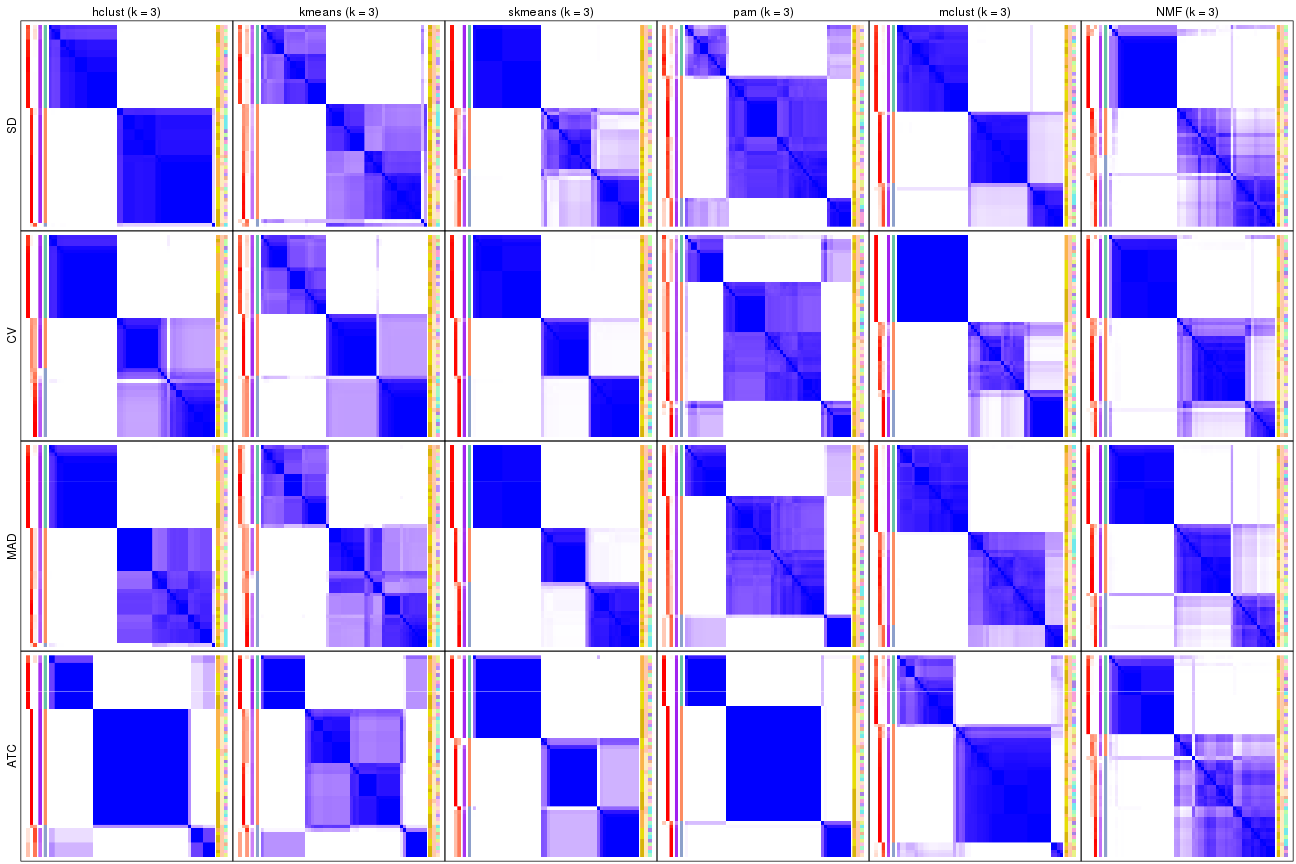 hclust (k = 3)
kmeans (k = 3)
skmeans (k = 3)
pam (k = 3)
mclust (k = 3)
NMF (k = 3)
SD
CV
MAD
ATC